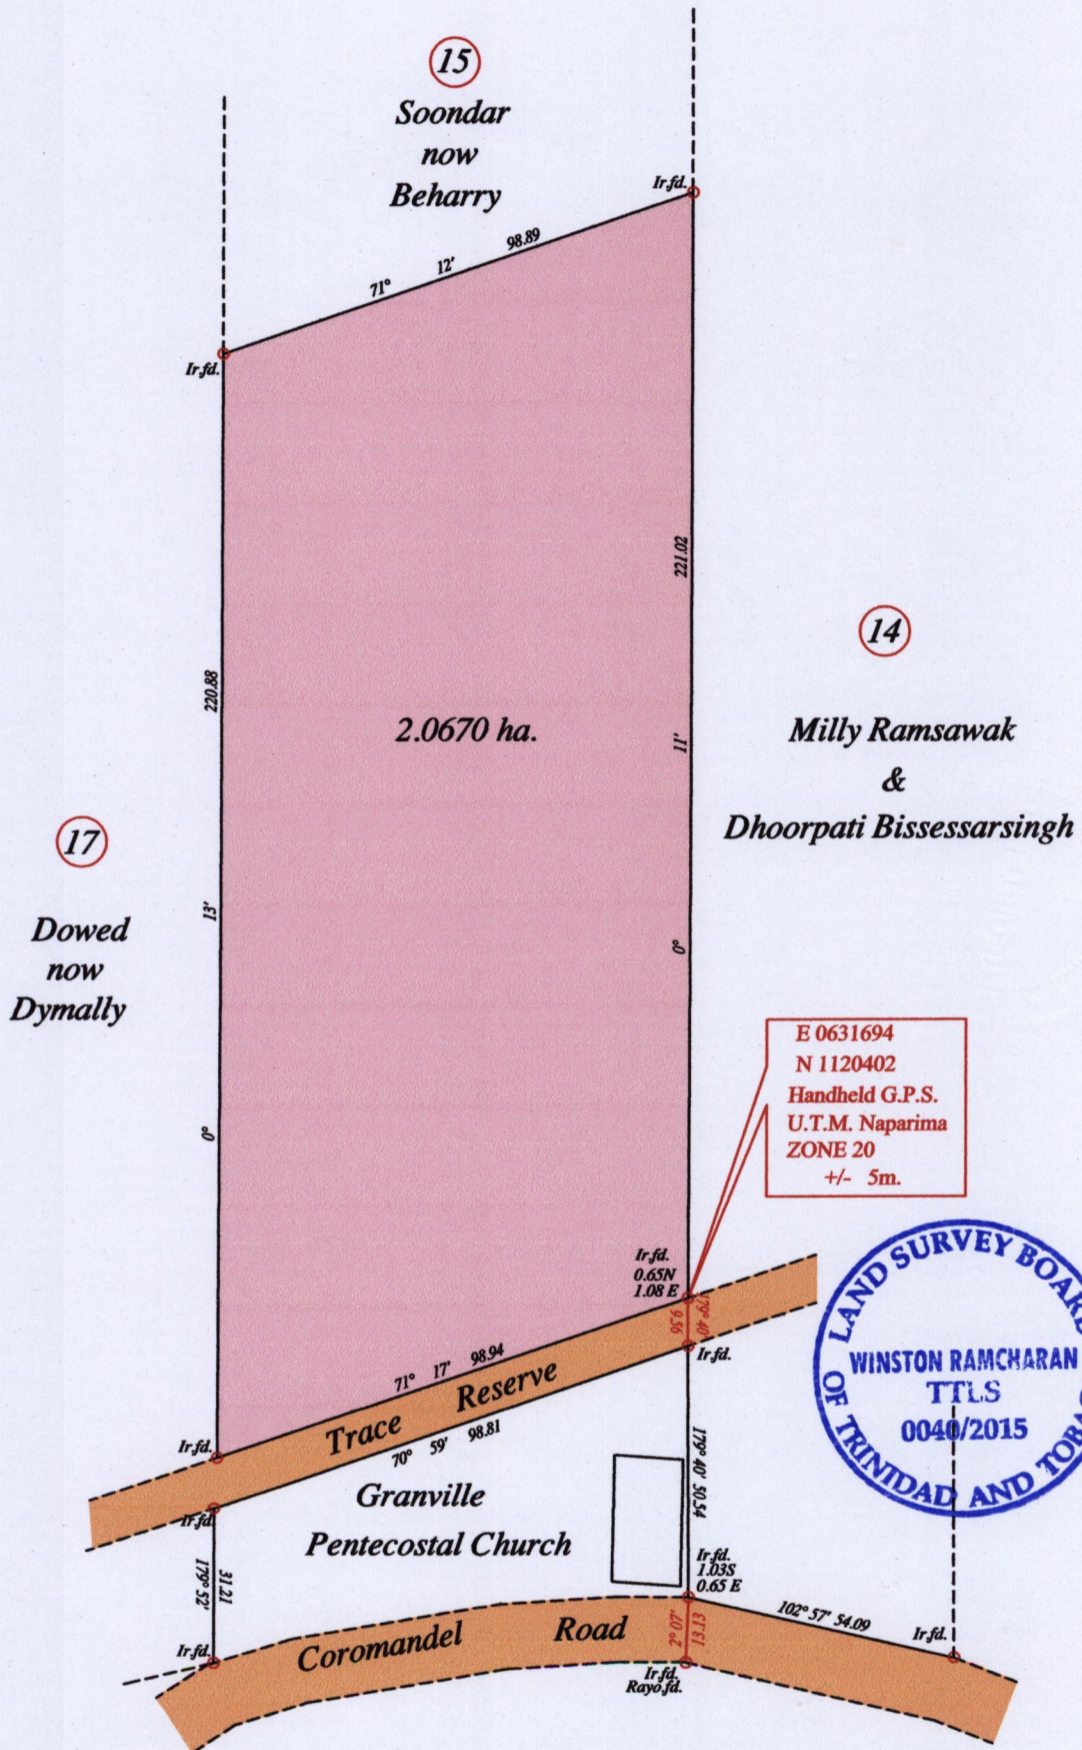 15
Soondar
now
Beharry
Ir.fd.
71° 12' 98.89
Ir.fd.
221.02
11'
0°
220.88
13'
0°
2.0670 ha.
14
Milly Ramsawak
&
Dhoorpati Bissessarsingh
17
Dowed
now
Dymally
E 0631694
N 1120402
Handheld G.P.S.
U.T.M. Naparima
ZONE 20
+/- 5m.
Ir.fd.
0.65N
1.08 E
179° 40'
9.56
Ir.fd.
71° 17' 98.94
Trace Reserve
70° 59' 98.81
Ir.fd.
Ir.fd.
LAND SURVEY BOARD
OF TRINIDAD AND
WINSTON RAMCHARAN
TTLS
0040/2015
Granville
Pentecostal Church
179° 40' 50.54
Ir.fd.
1.03S
0.65 E
31.21
179° 52'
Ir.fd.
Coromandel Road
2° 07'
13.13
102° 57' 54.09
Ir.fd.
Ir.fd.
Rayo.fd.